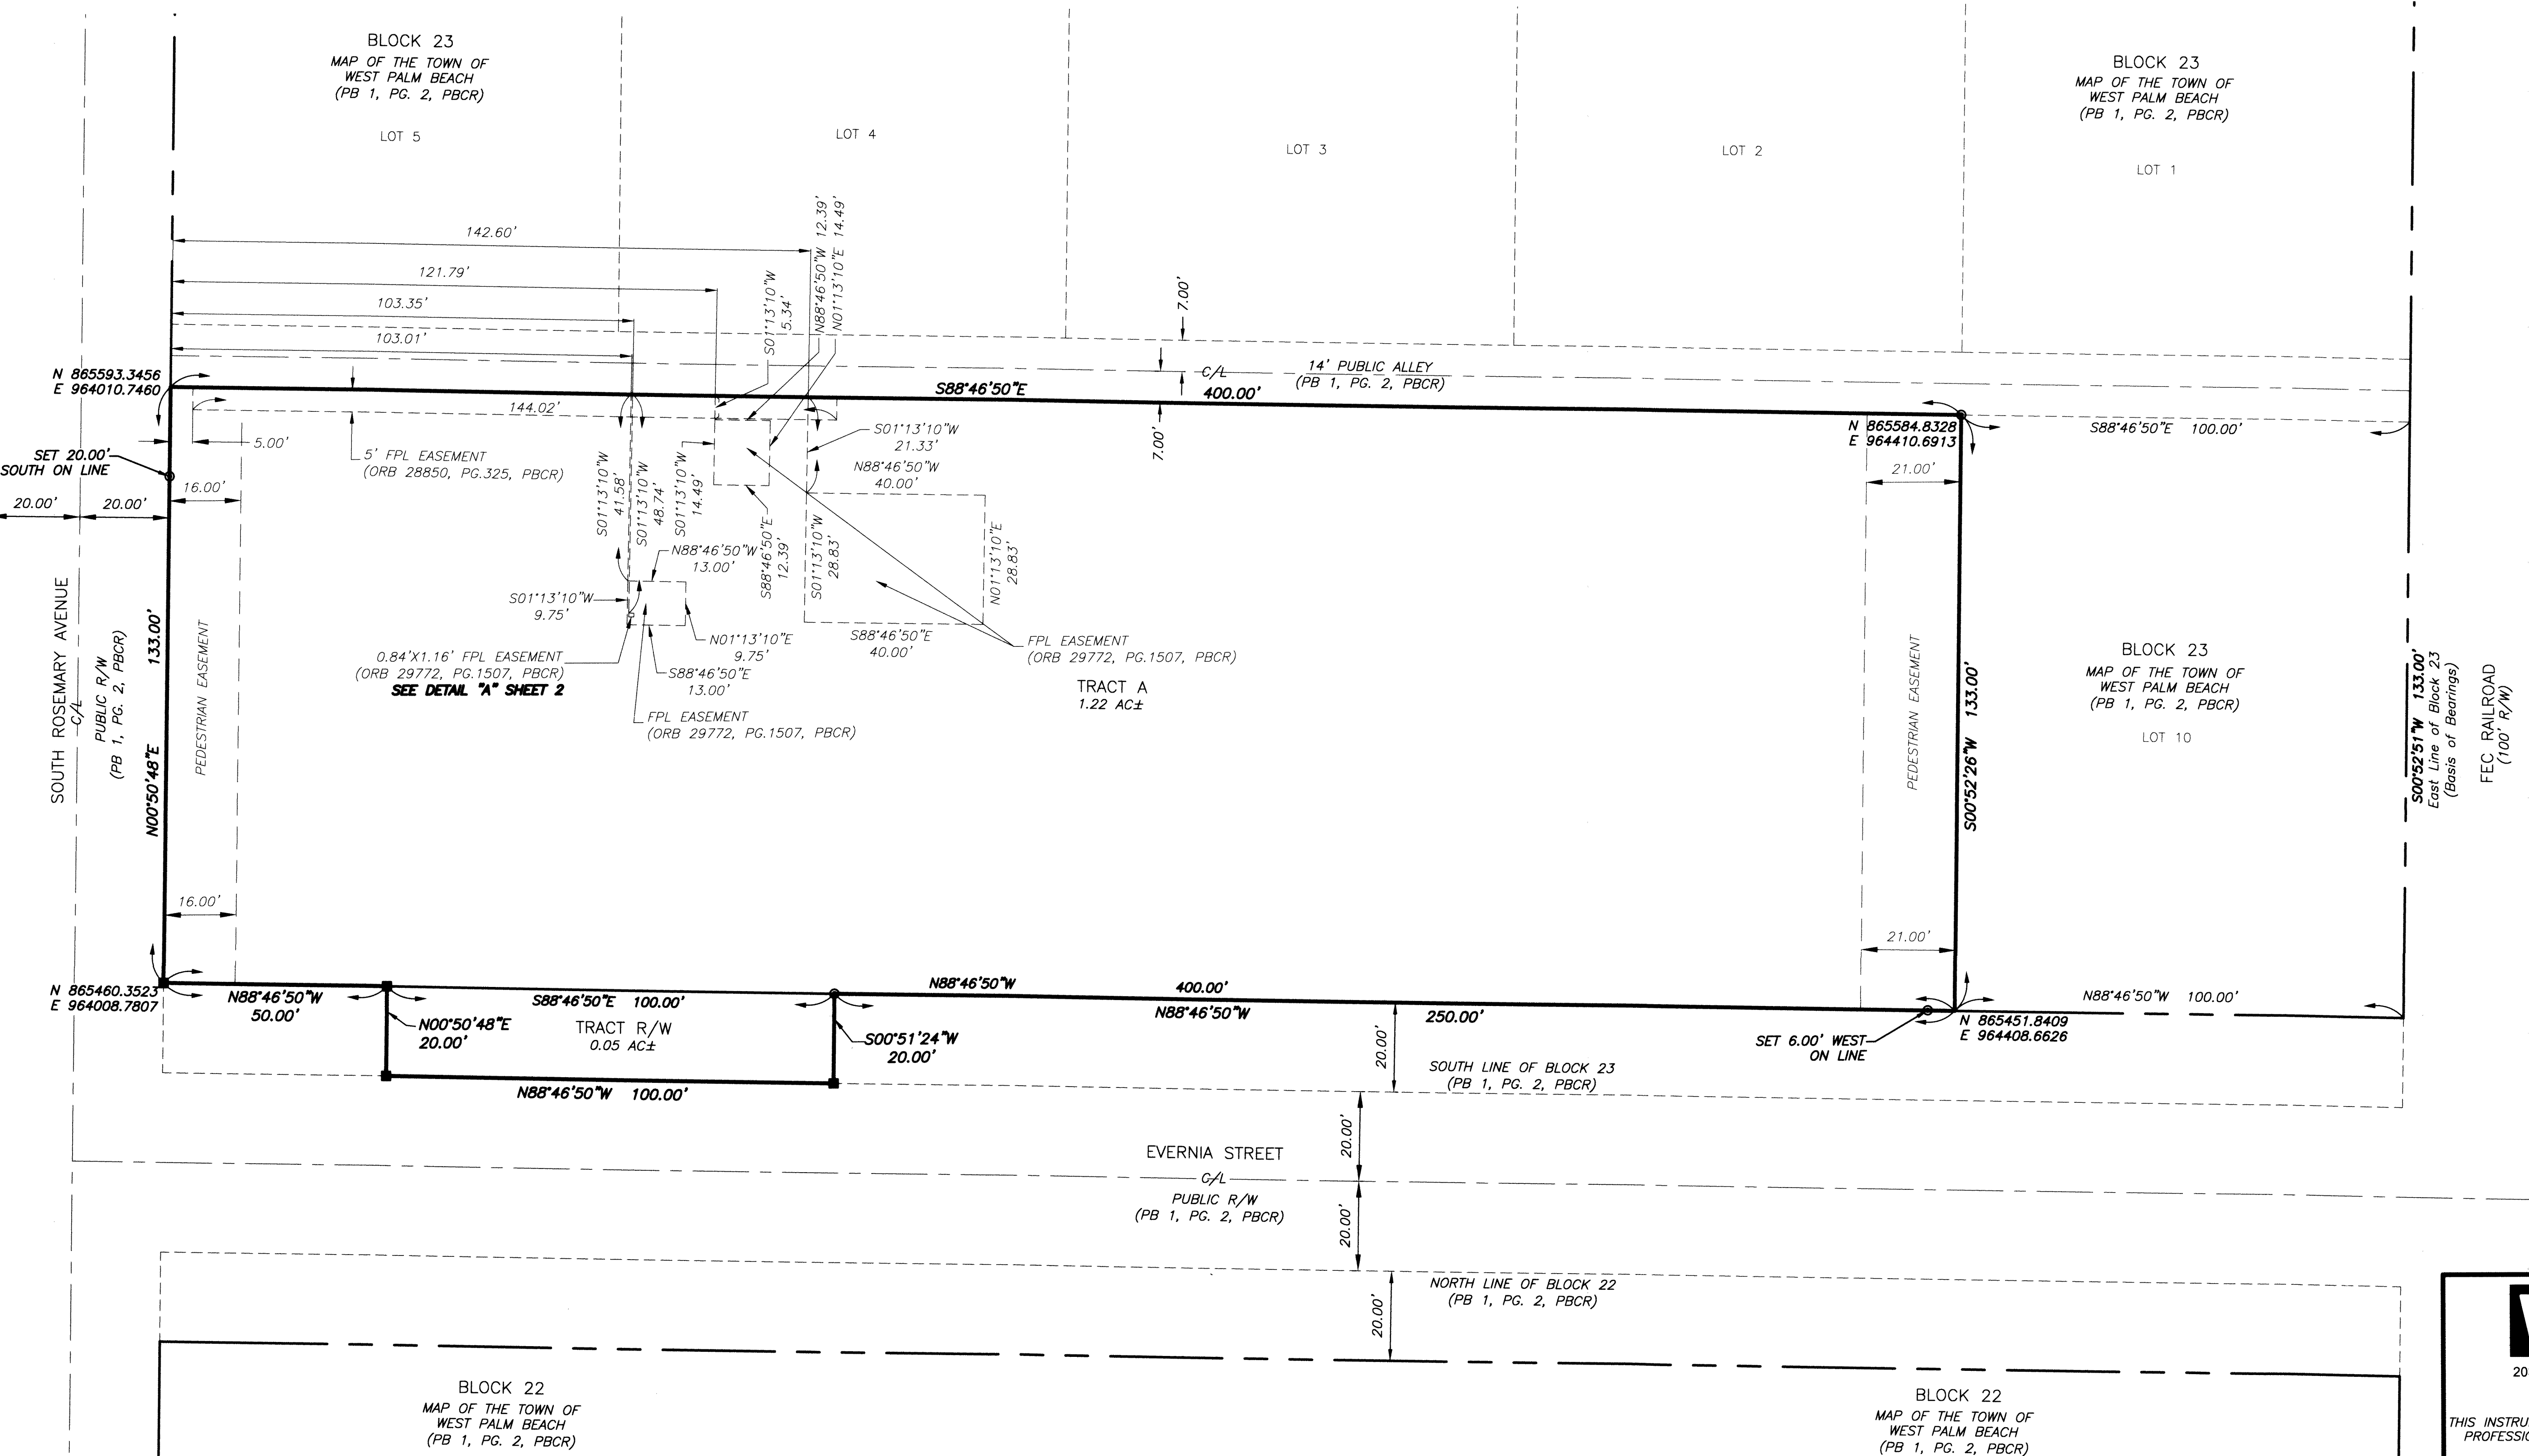 BLOCK 23
MAP OF THE TOWN OF
WEST PALM BEACH
(PB 1, PG. 2, PBCR)
LOT 5
LOT 4
LOT 3
LOT 2
BLOCK 23
MAP OF THE TOWN OF
WEST PALM BEACH
(PB 1, PG. 2, PBCR)
LOT 1
142.60'
121.79'
103.35'
103.01'
S01°13'10"W
5.34'
N88°46'50"W 12.39'
N01°13'10"E 14.49'
7.00'
C/L
14' PUBLIC ALLEY
(PB 1, PG. 2, PBCR)
N 865593.3456
E 964010.7460
S88°46'50"E 400.00'
7.00'
144.02'
5.00'
5' FPL EASEMENT
(ORB 28850, PG.325, PBCR)
SET 20.00'
SOUTH ON LINE
16.00'
20.00'
20.00'
S01°13'10"W
41.58'
S01°13'10"W
48.74'
S01°13'10"W
14.49'
S01°13'10"W
21.33'
N88°46'50"W
40.00'
N88°46'50"W
13.00'
S88°46'50"E
12.39'
S01°13'10"W
28.83'
N01°13'10"E
28.83'
S88°46'50"E
40.00'
S01°13'10"W
9.75'
N01°13'10"E
9.75'
S88°46'50"E
13.00'
0.84'X1.16' FPL EASEMENT
(ORB 29772, PG.1507, PBCR)
SEE DETAIL "A" SHEET 2
FPL EASEMENT
(ORB 29772, PG.1507, PBCR)
FPL EASEMENT
(ORB 29772, PG.1507, PBCR)
TRACT A
1.22 AC±
N 865584.8328
E 964410.6913
S88°46'50"E 100.00'
21.00'
SOUTH ROSEMARY AVENUE
C/L
PUBLIC R/W
(PB 1, PG. 2, PBCR)
N00°50'48"E 133.00'
PEDESTRIAN EASEMENT
PEDESTRIAN EASEMENT
S00°52'26"W 133.00'
BLOCK 23
MAP OF THE TOWN OF
WEST PALM BEACH
(PB 1, PG. 2, PBCR)
LOT 10
S00°52'51"W 133.00'
East Line of Block 23
(Basis of Bearings)
FEC RAILROAD
(100' R/W)
16.00'
21.00'
N 865460.3523
E 964008.7807
N88°46'50"W
50.00'
S88°46'50"E 100.00'
N88°46'50"W 400.00'
N88°46'50"W 250.00'
N88°46'50"W 100.00'
N 865451.8409
E 964408.6626
N00°50'48"E
20.00'
TRACT R/W
0.05 AC±
S00°51'24"W
20.00'
20.00'
SET 6.00' WEST
ON LINE
N88°46'50"W 100.00'
SOUTH LINE OF BLOCK 23
(PB 1, PG. 2, PBCR)
20.00'
EVERNIA STREET
C/L
PUBLIC R/W
(PB 1, PG. 2, PBCR)
20.00'
NORTH LINE OF BLOCK 22
(PB 1, PG. 2, PBCR)
20.00'
BLOCK 22
MAP OF THE TOWN OF
WEST PALM BEACH
(PB 1, PG. 2, PBCR)
BLOCK 22
MAP OF THE TOWN OF
WEST PALM BEACH
(PB 1, PG. 2, PBCR)
20
THIS